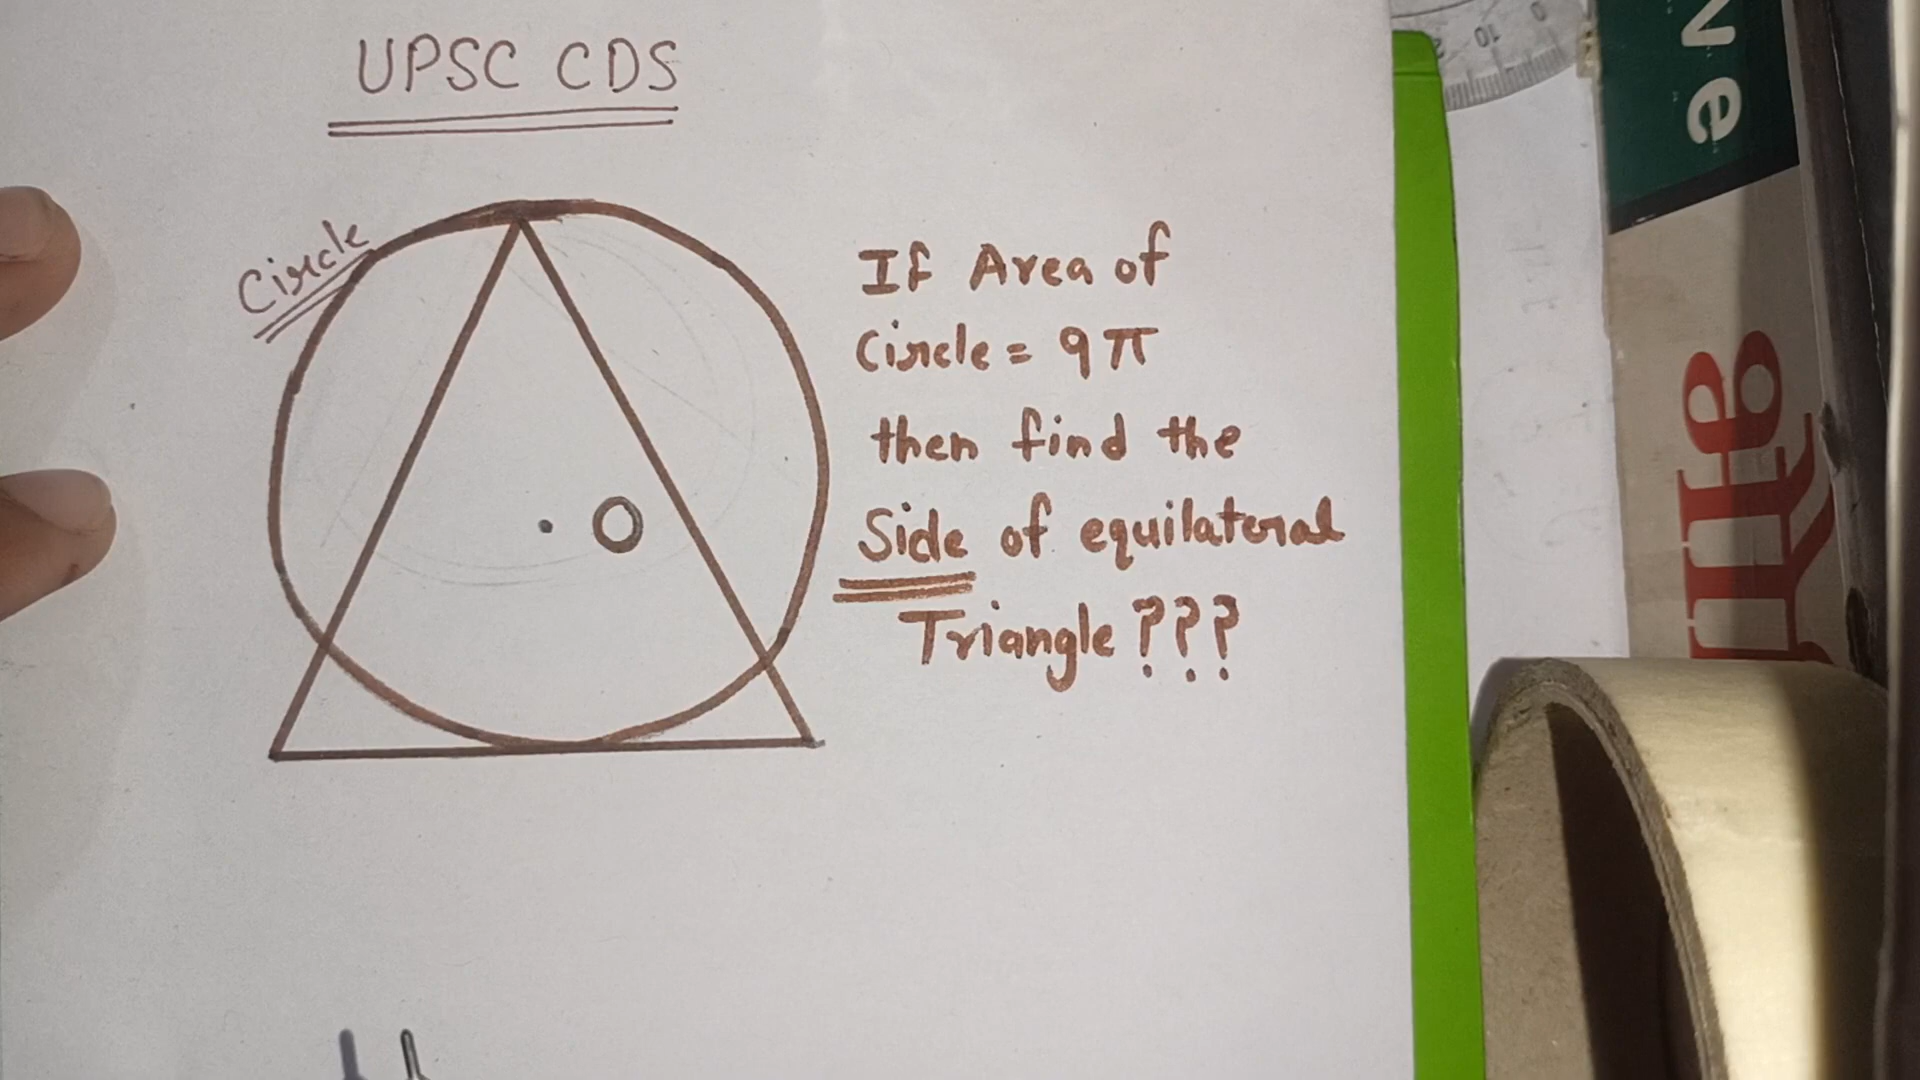 UPSC CDS
Circle
O
If Area of
Circle = 9π
then find the
Side of equilateral
Triangle ???